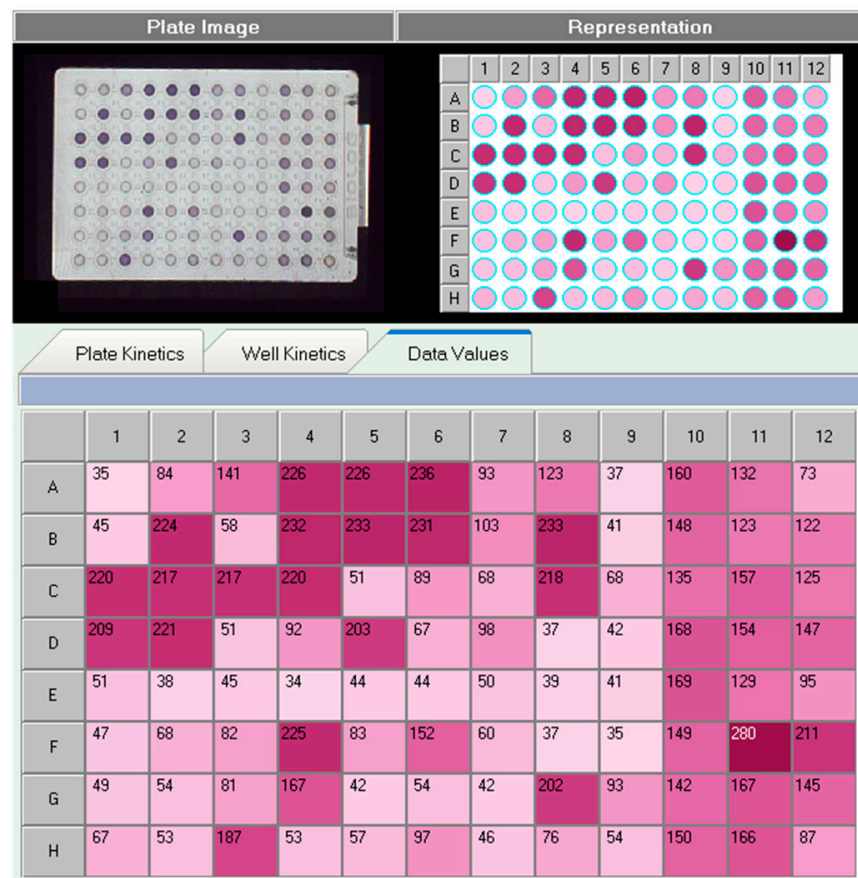 Plate Image Representation
1 2 3 4 5 6 7 8 9 10 11 12
A
B
C
D
E
F
G
H
Plate Kinetics Well Kinetics Data Values
1 2 3 4 5 6 7 8 9 10 11 12
A 35 84 141 226 226 236 93 123 37 160 132 73
B 45 224 58 232 233 231 103 233 41 148 123 122
C 220 217 217 220 51 89 68 218 68 135 157 125
D 209 221 51 92 203 67 98 37 42 168 154 147
E 51 38 45 34 44 44 50 39 41 169 129 95
F 47 68 82 225 83 152 60 37 35 149 280 211
G 49 54 81 167 42 54 42 202 93 142 167 145
H 67 53 187 53 57 97 46 76 54 150 166 87